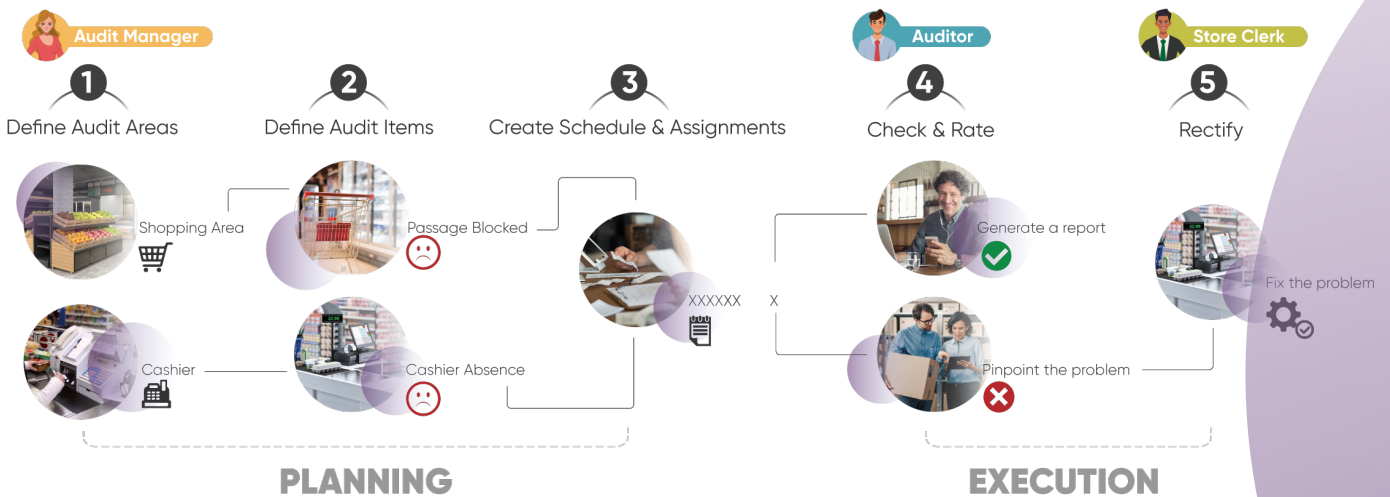 Audit Manager
Auditor
Store Clerk
1
2
3
4
5
Define Audit Areas
Define Audit Items
Create Schedule & Assignments
Check & Rate
Rectify
Shopping Area
Passage Blocked
Generate a report
Fix the problem
XXXXXX X
Cashier
Cashier Absence
Pinpoint the problem
PLANNING
EXECUTION